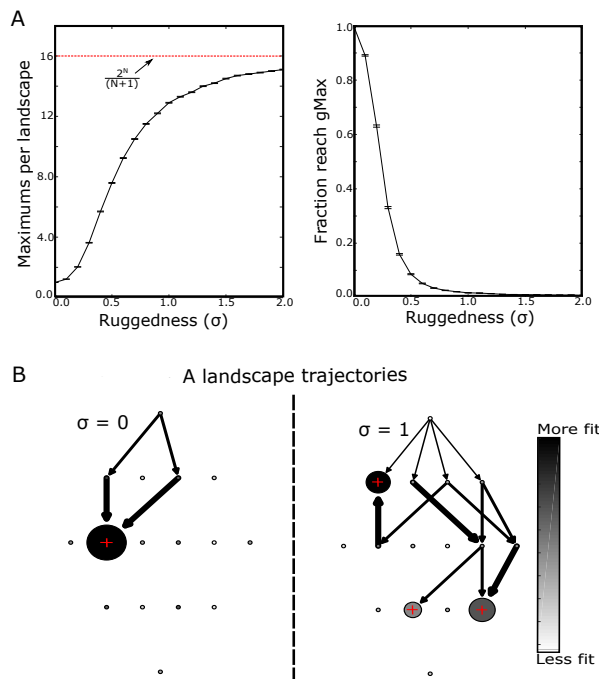 A
Maximums per landscape
16
12.0
8.0
4.0
0.0
2^N
(N+1)
0.0 0.5 1.0 1.5 2.0
Ruggedness (σ)
Fraction reach gMax
1.0
0.8
0.6
0.4
0.2
0.0
0.0 0.5 1.0 1.5 2.0
Ruggedness (σ)
B
A landscape trajectories
σ = 0
σ = 1
More fit
Less fit